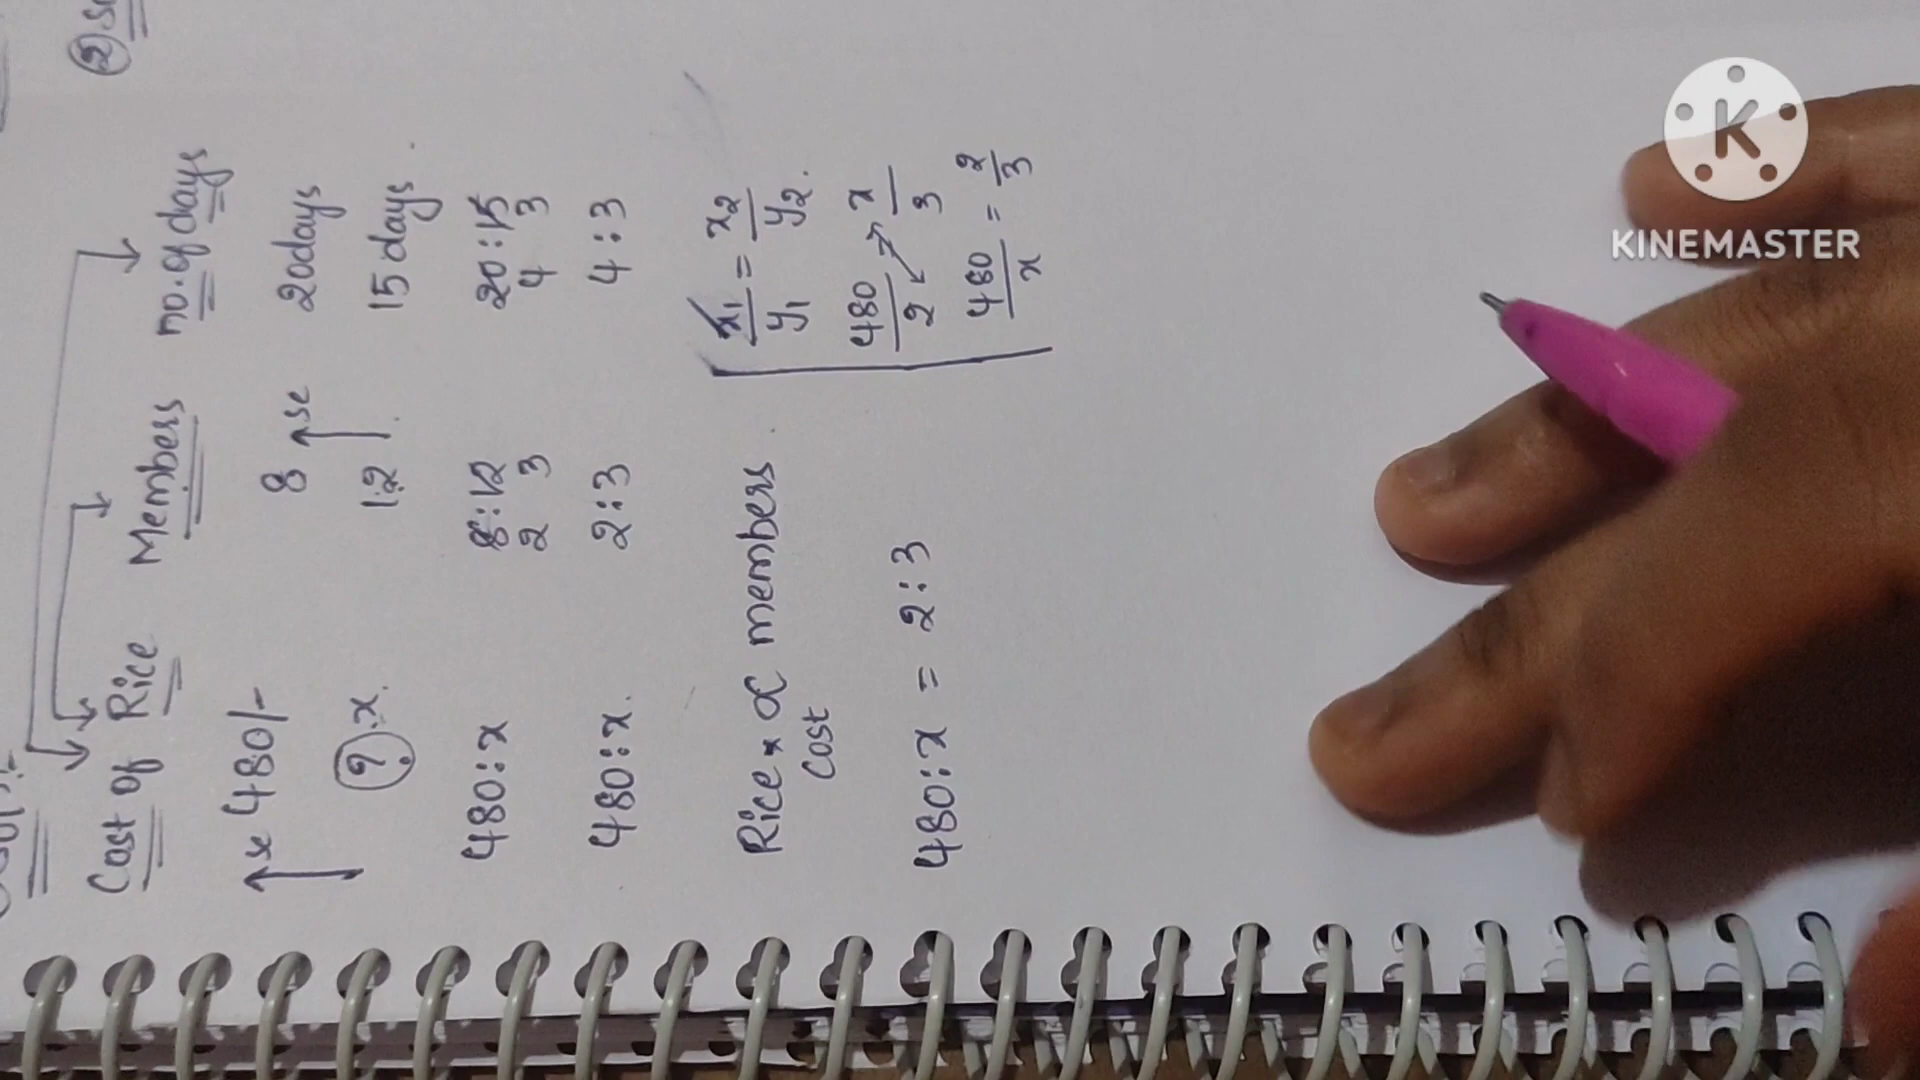 Cost of Rice Members no. of days
↑se 480/- 8 ↑se 20days
? x. 12. 15 days.
480:x 8:12 20:15
2 3 4 3
480:x. 2:3 4:3
Rice ∝ members
cost
480:x = 2:3
x1/y1 = x2/y2.
480/2 x/3
480/x = 2/3
②
K
KINEMASTER